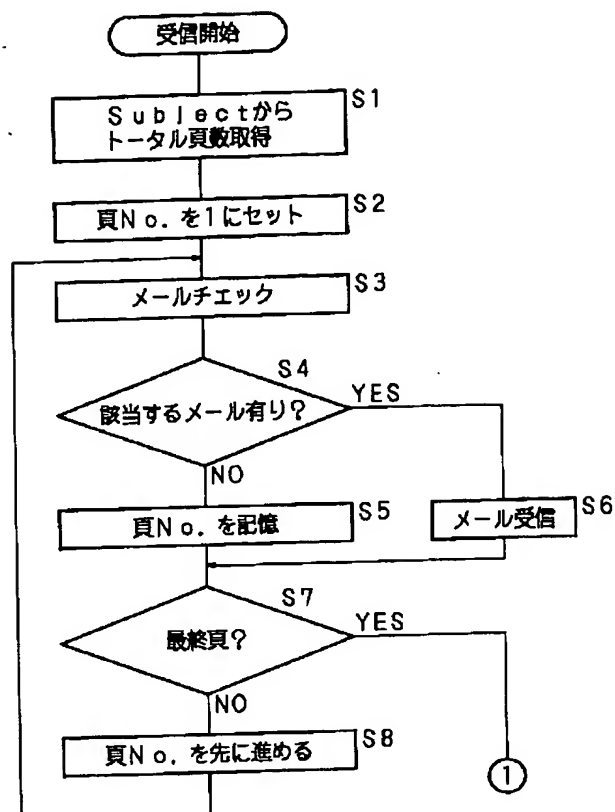 受信開始
Subjectから
トータル頁数取得
S1
頁No.を1にセット
S2
メールチェック
S3
S4
該当するメール有り？
YES
NO
頁No.を記憶
S5
メール受信
S6
S7
最終頁？
YES
NO
頁No.を先に進める
S8
1